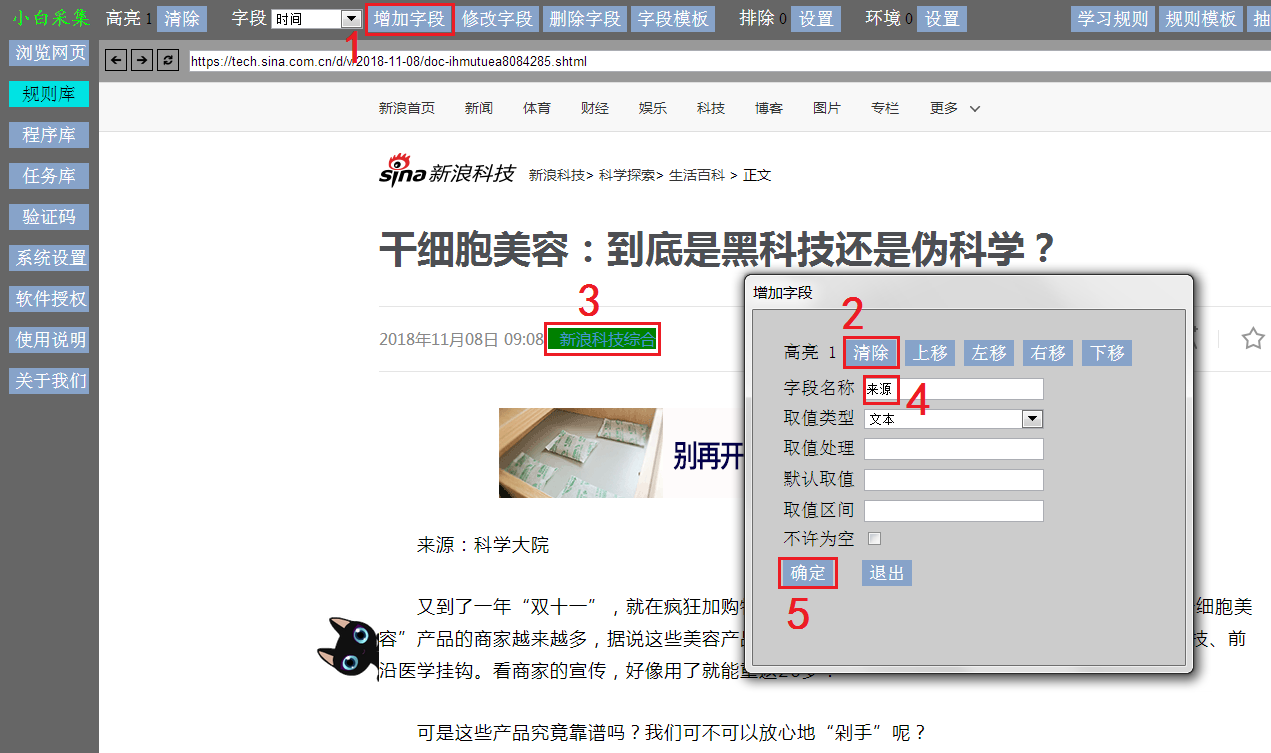 小白采集 高亮 1 清除 字段 时间 增加字段 修改字段 删除字段 字段模板 排除 0 设置 环境 0 设置 学习规则 规则模板 抽
1
浏览网页
https://tech.sina.com.cn/d/v/2018-11-08/doc-ihmutuea8084285.shtml
规则库
新浪首页 新闻 体育 财经 娱乐 科技 博客 图片 专栏 更多
程序库
任务库
sina 新浪科技 新浪科技> 科学探索> 生活百科 > 正文
验证码
系统设置
干细胞美容：到底是黑科技还是伪科学？
软件授权
3
使用说明
2018年11月08日 09:08 新浪科技综合
关于我们
增加字段
2
高亮 1 清除 上移 左移 右移 下移
字段名称 来源
4
取值类型 文本
取值处理
默认取值
取值区间
不许为空
确定 退出
5
别再开
来源：科学大院
又到了一年“双十一”，就在疯狂加购 细胞美
容”产品的商家越来越多，据说这些美容产 技、前
沿医学挂钩。看商家的宣传，好像用了就能
可是这些产品究竟靠谱吗？我们可不可以放心地“剁手”呢？